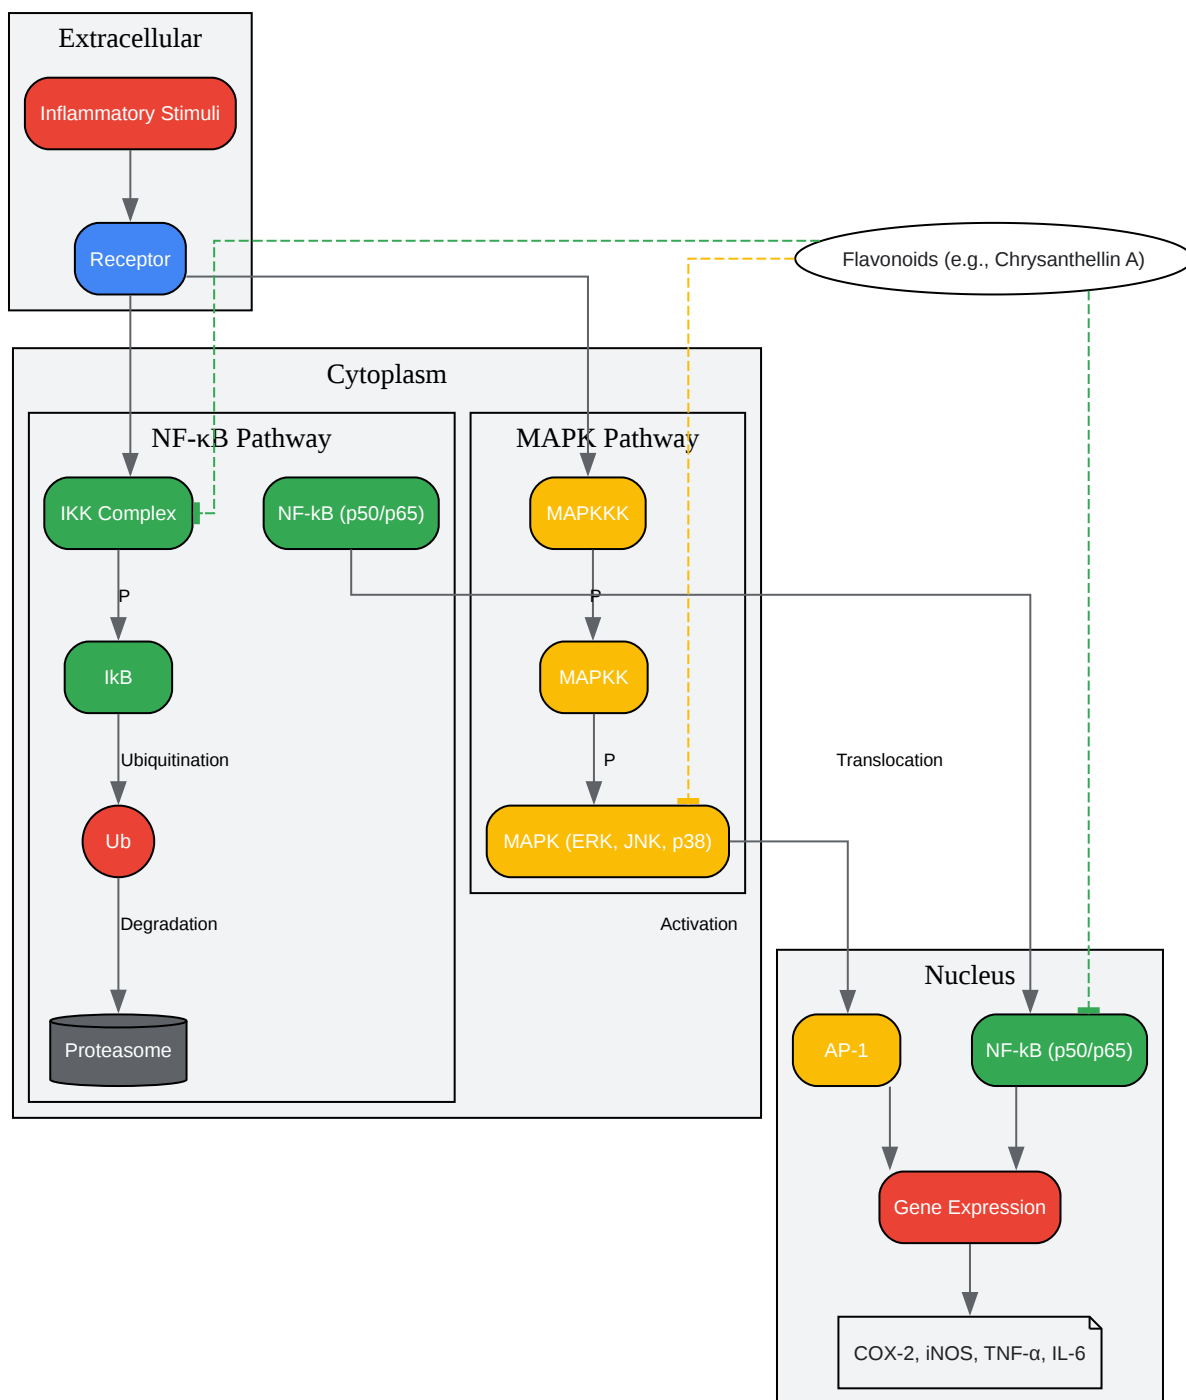 Extracellular
Inflammatory Stimuli
Receptor
Flavonoids (e.g., Chrysanthellin A)
Cytoplasm
NF-κB Pathway
MAPK Pathway
IKK Complex
NF-kB (p50/p65)
MAPKKK
P
P
IkB
MAPKK
Ubiquitination
P
Translocation
Ub
MAPK (ERK, JNK, p38)
Degradation
Activation
Nucleus
Proteasome
AP-1
NF-kB (p50/p65)
Gene Expression
COX-2, iNOS, TNF-α, IL-6